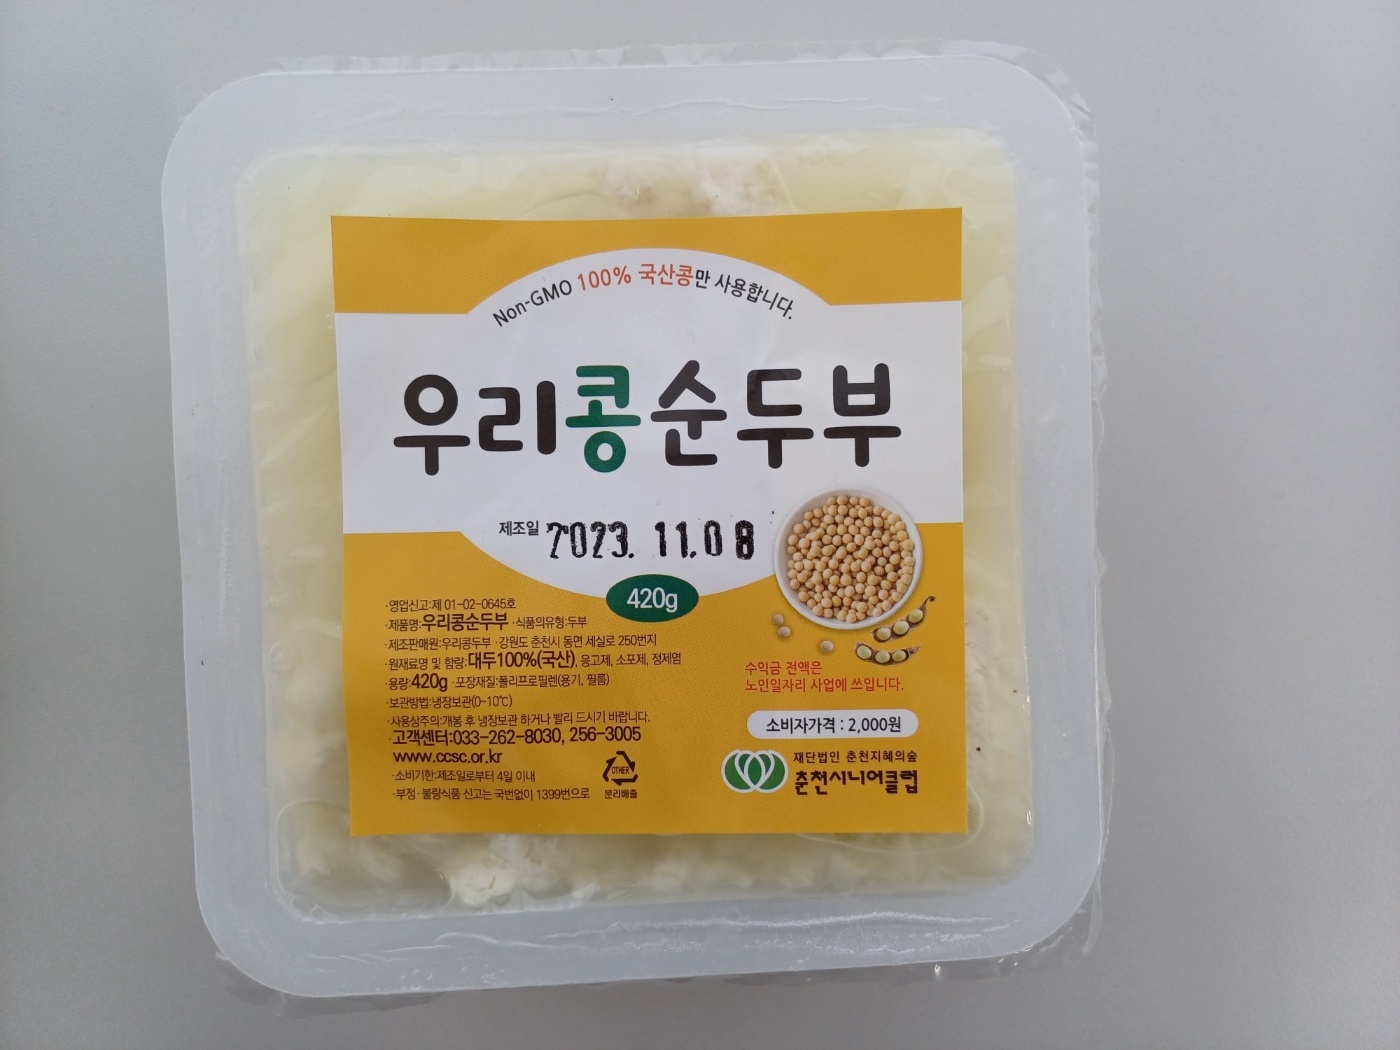 Non-GMO 100% 국산콩만 사용합니다.
우리콩순두부
제조일 : 2023. 11.08
420g
·영업신고:제 01-02-0645호
·제품명:우리콩순두부 ·식품의유형:두부
·제조판매원:우리콩두부 ·강원도 춘천시 동면 세실로 250번지
·원재료명 및 함량:대두100%(국산), 응고제, 소포제, 정제염
·용량:420g ·포장재질:폴리프로필렌(용기, 필름)
·보관방법:냉장보관(0~10℃)
·사용상주의:개봉 후 냉장보관 하거나 빨리 드시기 바랍니다.
·고객센터:033-262-8030, 256-3005
www.ccsc.or.kr
·소비기한:제조일로부터 4일 이내
·부정·불량식품 신고는 국번없이 1399번으로
OTHER
분리배출
수익금 전액은
노인일자리 사업에 쓰입니다.
소비자가격 : 2,000원
재단법인 춘천지혜의숲
춘천시니어클럽